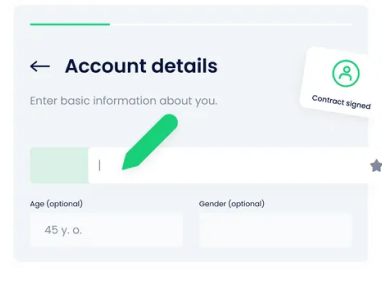 Account details
Enter basic information about you.
Contract signed
Age (optional)
Gender (optional)
45 y. o.